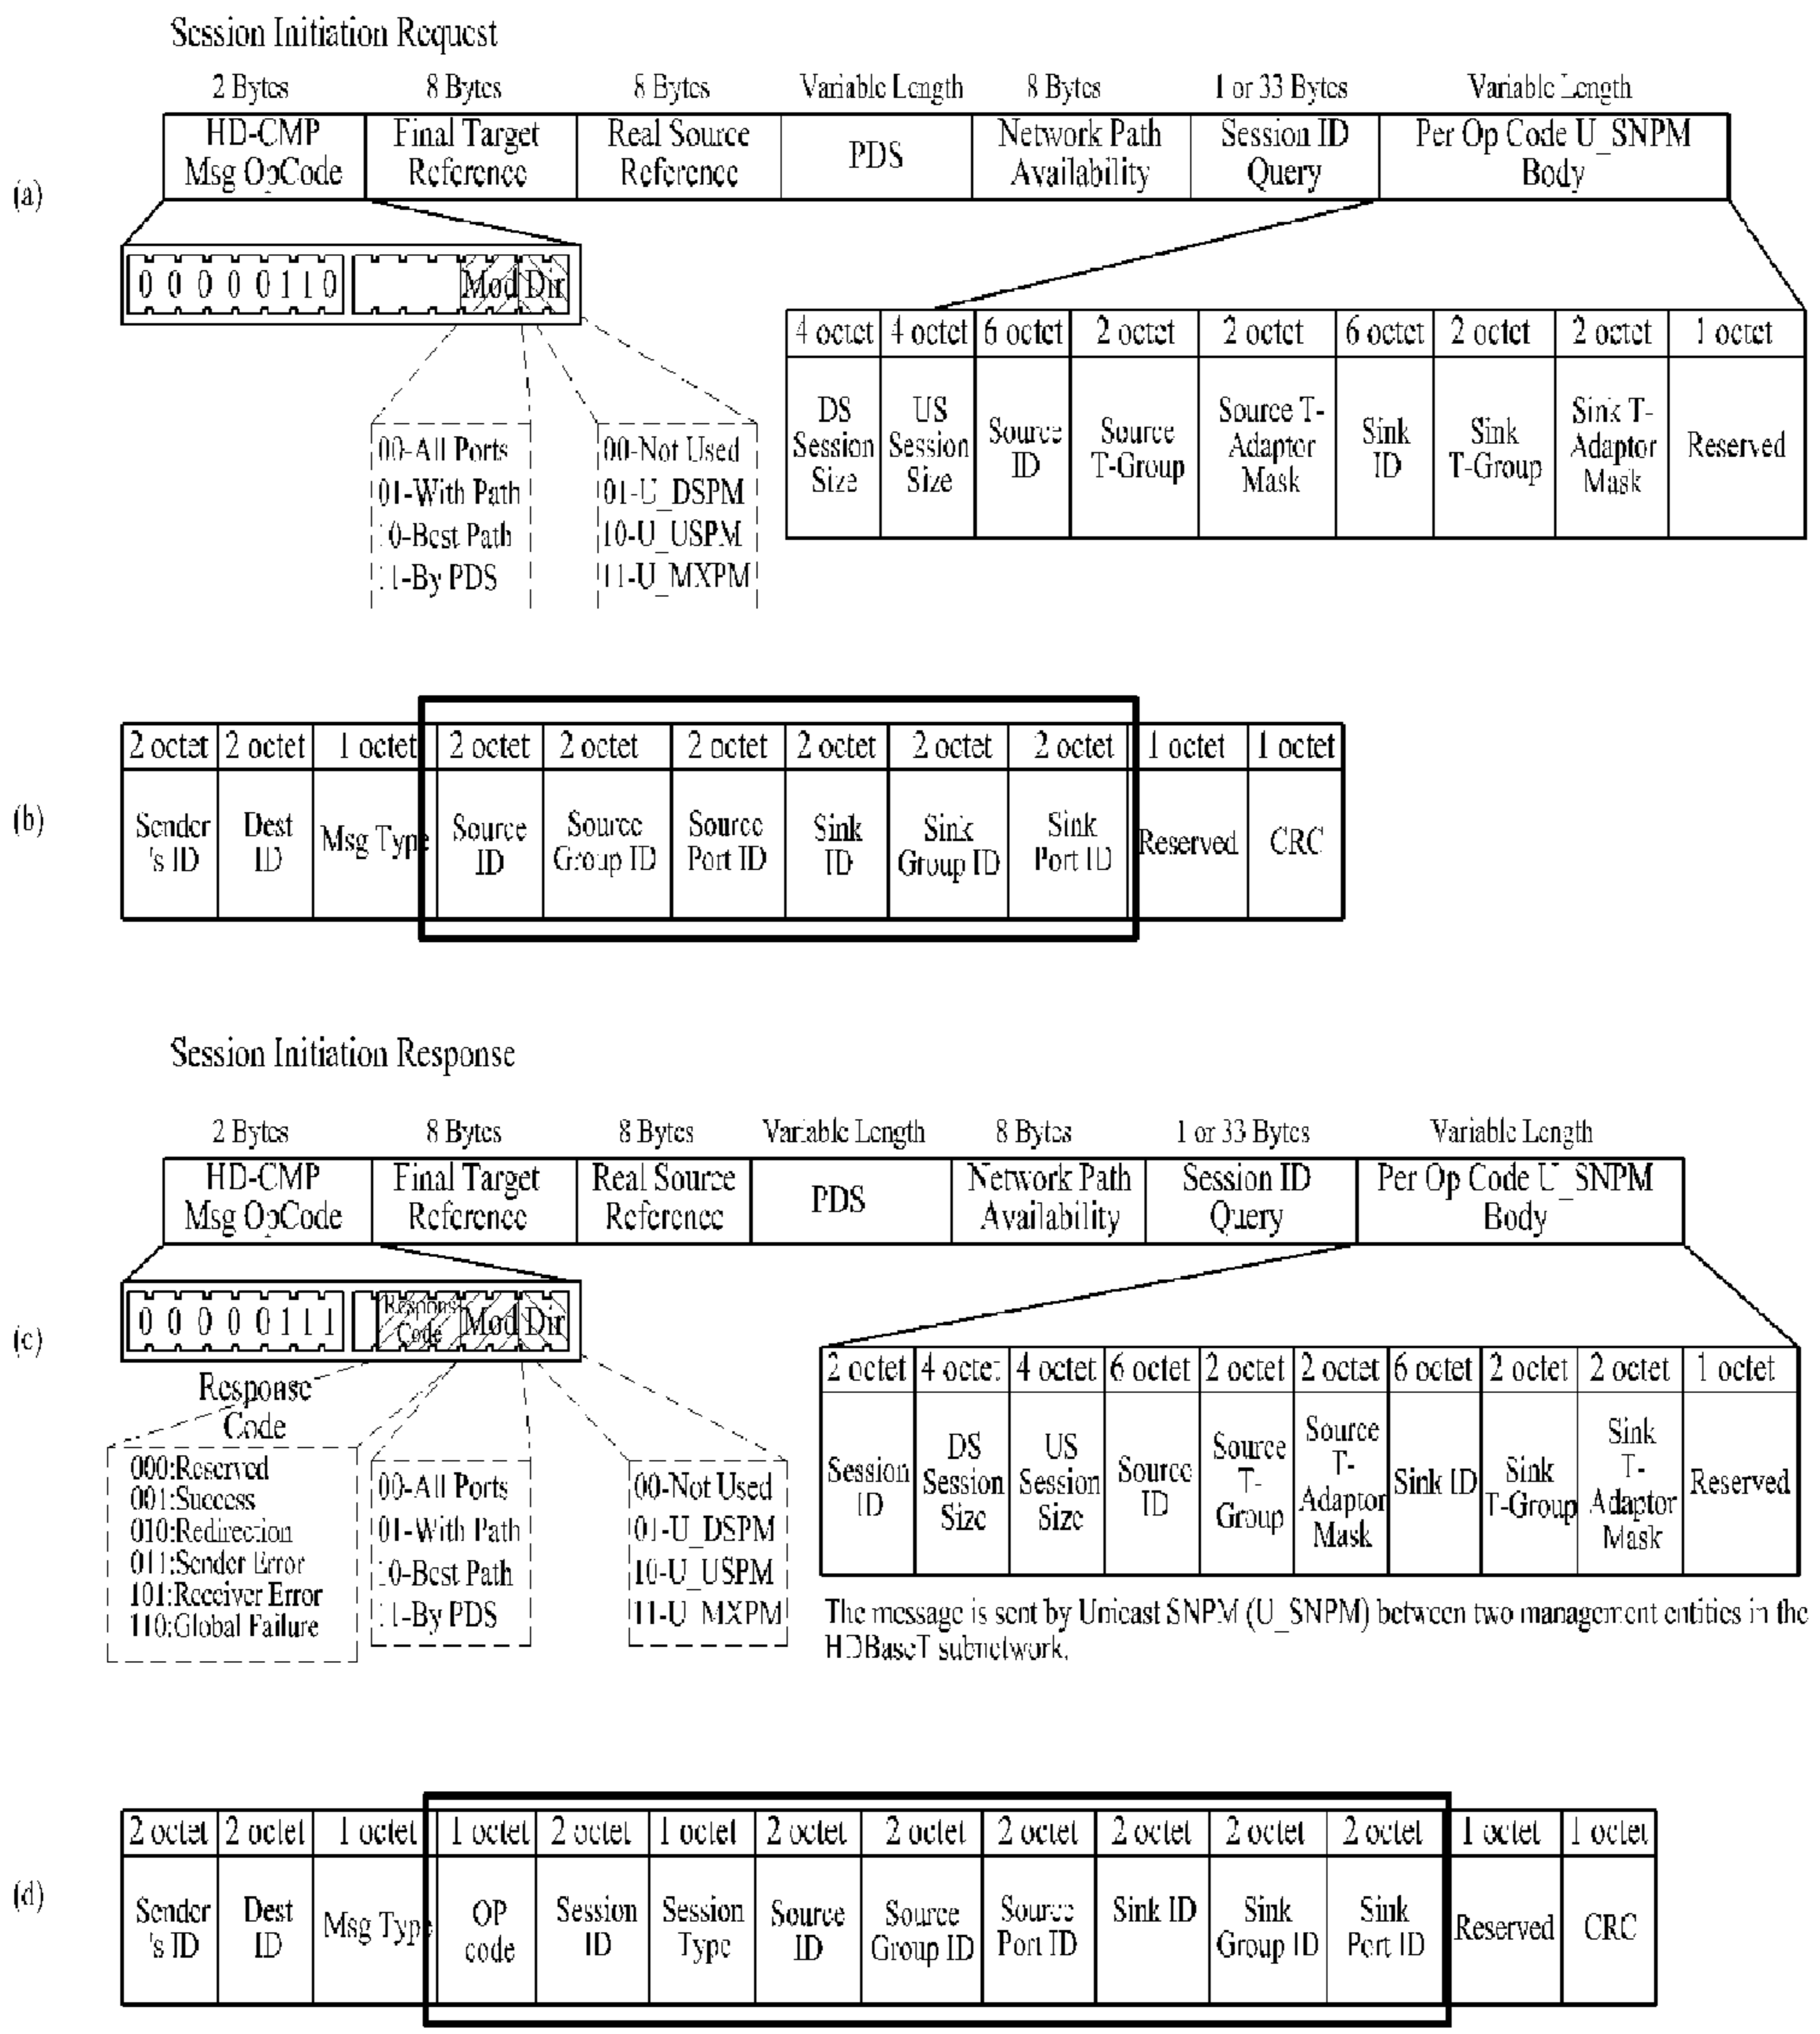 Session Initiation Request
2 Bytes 8 Bytes 8 Bytes Variable Length 8 Bytes 1 or 33 Bytes Variable Length
HD-CMP Msg OpCode Final Target Reference Real Source Reference PDS Network Path Availability Session ID Query Per Op Code U_SNPM Body
(a)
0 0 0 0 0 1 1 0 Mod Dir
4 octet 4 octet 6 octet 2 octet 2 octet 6 octet 2 octet 2 octet 1 octet
DS Session Size US Session Size Source ID Source T-Group Source T-Adaptor Mask Sink ID Sink T-Group Sink T-Adaptor Mask Reserved
00-All Ports
01-With Path
10-Best Path
11-By PDS
00-Not Used
01-U_DSPM
10-U_USPM
11-U_MXPM
(b)
2 octet 2 octet 1 octet 2 octet 2 octet 2 octet 2 octet 2 octet 2 octet 1 octet 1 octet
Sender's ID Dest ID Msg Type Source ID Source Group ID Source Port ID Sink ID Sink Group ID Sink Port ID Reserved CRC
Session Initiation Response
2 Bytes 8 Bytes 8 Bytes Variable Length 8 Bytes 1 or 33 Bytes Variable Length
HD-CMP Msg OpCode Final Target Reference Real Source Reference PDS Network Path Availability Session ID Query Per Op Code U_SNPM Body
(c)
0 0 0 0 0 1 1 1 Respons Code Mod Dir
Response Code
000:Reserved
001:Success
010:Redirection
011:Sender Error
101:Receiver Error
110:Global Failure
00-All Ports
01-With Path
10-Best Path
11-By PDS
00-Not Used
01-U_DSPM
10-U_USPM
11-U_MXPM
2 octet 4 octet 4 octet 6 octet 2 octet 2 octet 6 octet 2 octet 2 octet 1 octet
Session ID DS Session Size US Session Size Source ID Source T-Group Source T-Adaptor Mask Sink ID Sink T-Group Sink T-Adaptor Mask Reserved
The message is sent by Unicast SNPM (U_SNPM) between two management entities in the
HDBaseT subnetwork.
(d)
2 octet 2 octet 1 octet 1 octet 2 octet 1 octet 2 octet 2 octet 2 octet 2 octet 2 octet 2 octet 1 octet 1 octet
Sender's ID Dest ID Msg Type OP code Session ID Session Type Source ID Source Group ID Source Port ID Sink ID Sink Group ID Sink Port ID Reserved CRC